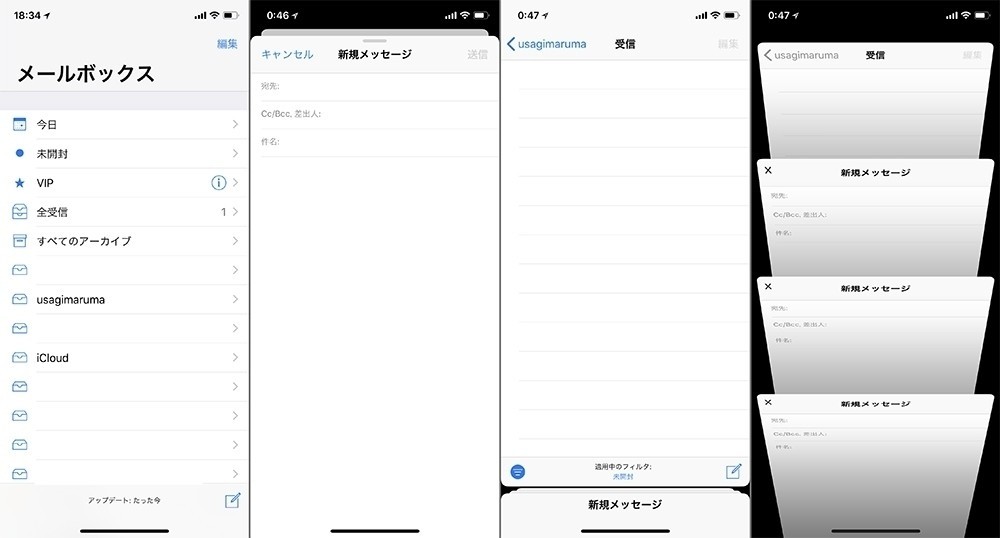 18:34
編集
メールボックス
今日
未開封
VIP
全受信 1
すべてのアーカイブ
usagimaruma
iCloud
アップデート: たった今
0:46
キャンセル 新規メッセージ 送信
宛先:
Cc/Bcc, 差出人:
件名:
0:47
usagimaruma 受信 編集
適用中のフィルタ:
未開封
新規メッセージ
0:47
usagimaruma 受信 編集
× 新規メッセージ
宛先:
Cc/Bcc, 差出人:
件名:
× 新規メッセージ
宛先:
Cc/Bcc, 差出人:
件名:
× 新規メッセージ
宛先:
Cc/Bcc, 差出人:
件名: